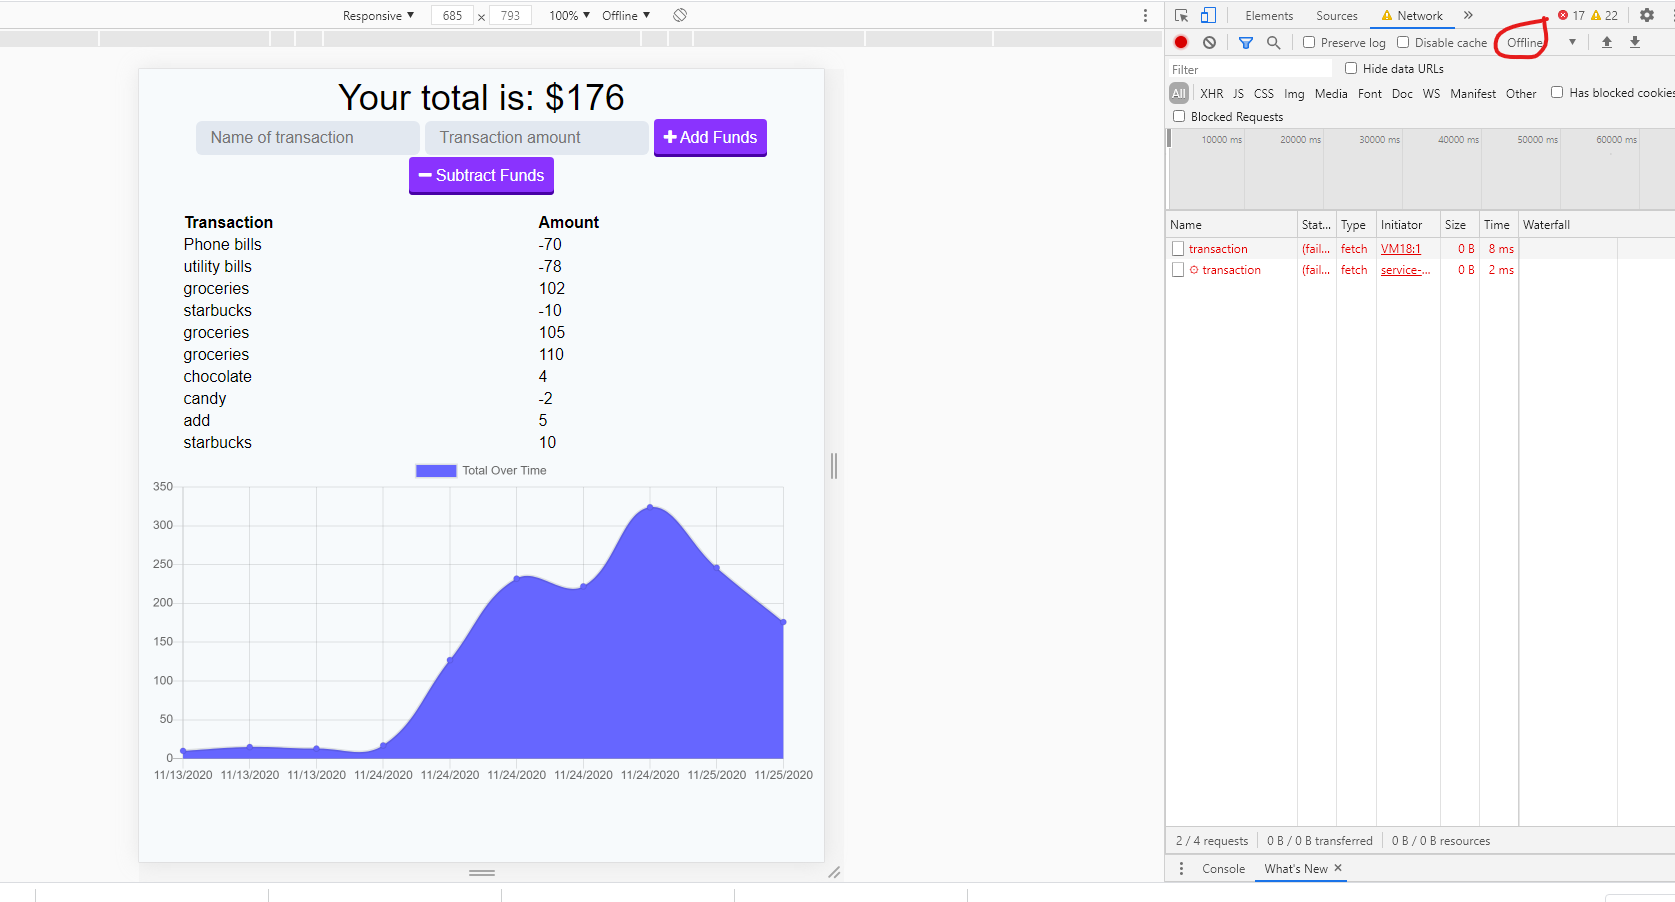 Responsive ▼ 685 × 793 100% ▼ Offline ▼
Elements Sources Network » 17 22
Preserve log Disable cache Offline ▼
Filter Hide data URLs
All XHR JS CSS Img Media Font Doc WS Manifest Other Has blocked cookies
Blocked Requests
10000 ms 20000 ms 30000 ms 40000 ms 50000 ms 60000 ms
Name Stat... Type Initiator Size Time Waterfall
transaction (fail... fetch VM18:1 0 B 8 ms
transaction (fail... fetch service-... 0 B 2 ms
2 / 4 requests 0 B / 0 B transferred 0 B / 0 B resources
Console What's New ×
Your total is: $176
Name of transaction Transaction amount + Add Funds
− Subtract Funds
Transaction Amount
Phone bills -70
utility bills -78
groceries 102
starbucks -10
groceries 105
groceries 110
chocolate 4
candy -2
add 5
starbucks 10
Total Over Time
350
300
250
200
150
100
50
0
11/13/2020 11/13/2020 11/13/2020 11/24/2020 11/24/2020 11/24/2020 11/24/2020 11/24/2020 11/25/2020 11/25/2020